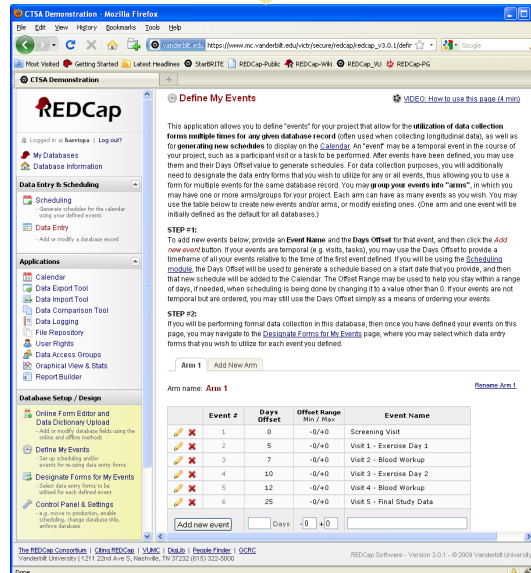 CTSA Demonstration - Mozilla Firefox
File Edit View History Bookmarks Tools Help
vanderbilt.edu https://www.mc.vanderbilt.edu/victr/secure/redcap/redcap_v3.0.1/defir
Google
Most Visited Getting Started Latest Headlines StarBRITE REDCap-Public REDCap-Wiki REDCap_VU REDCap-PG
CTSA Demonstration
REDCap
Logged in as harrispa | Log out?
My Databases
Database Information
Data Entry & Scheduling
Scheduling
- Generate schedules for the calendar
using your defined events
Data Entry
- Add or modify a database record
Applications
Calendar
Data Export Tool
Data Import Tool
Data Comparison Tool
Data Logging
File Repository
User Rights
Data Access Groups
Graphical View & Stats
Report Builder
Database Setup / Design
Online Form Editor and
Data Dictionary Upload
- Add or modify database fields using the
online and offline methods
Define My Events
- Set up scheduling and/or
events for re-using data entry forms
Designate Forms for My Events
- Select data entry forms to be
utilized for each defined event
Control Panel & Settings
- e.g. move to production, enable
scheduling, change database title,
archive database
Define My Events
VIDEO: How to use this page (4 min)
This application allows you to define "events" for your project that allow for the utilization of data collection
forms multiple times for any given database record (often used when collecting longitudinal data), as well as
for generating new schedules for to display on the Calendar. An "event" may be a temporal event in the course of
your project, such as a participant visit or a task to be performed. After events have been defined, you may use
them and their Days Offset value to generate schedules. For data collection purposes, you will additionally
need to designate the data entry forms that you wish to utilize for any or all events, thus allowing you to use a
form for multiple events for the same database record. You may group your events into "arms", in which you
may have one or more arms/groups for your project. Each arm can have as many events as you wish. You may
use the table below to create new events and/or arms, or modify existing ones. (One arm and one event will be
initially defined as the default for all databases.)
STEP #1:
To add new events below, provide an Event Name and the Days Offset for that event, and then click the Add
new event button! If your events are temporal (e.g. visits, tasks), you may use the Days Offset to provide a
timeframe of all your events relative to the time of the first event defined. If you will be using the Scheduling
module, the Days Offset will be used to generate a schedule based on a start date that you provide, and then
that new schedule will be added to the Calendar. The Offset Range may be used to help you stay within a range
of days, if needed, when scheduling is being done by changing it to a value other than 0. If your events are not
temporal but are ordered, you may still use the Days Offset simply as a means of ordering your events.
STEP #2:
If you will be performing formal data collection in this database, then once you have defined your events on this
page, you may navigate to the Designate Forms for My Events page, where you may select which data entry
forms that you wish to utilize for each event you defined.
Arm 1 Add New Arm
Arm name: Arm 1 Rename Arm 1
Event # Days Offset Offset Range Min / Max Event Name
1 0 -0/+0 Screening Visit
2 5 -0/+0 Visit 1 - Exercise Day 1
3 7 -0/+0 Visit 2 - Blood Workup
4 10 -0/+0 Visit 3 - Exercise Day 2
5 12 -0/+0 Visit 4 - Blood Workup
6 25 -0/+0 Visit 5 - Final Study Data
Add new event Days -0 +0
The REDCap Consortium | Citing REDCap | VUMC | DigLib | People Finder | GCRC
Vanderbilt University | 1211 22nd Ave S, Nashville, TN 37232 (615) 322-5000
REDCap Software - Version 3.0.1 - © 2009 Vanderbilt University
Done